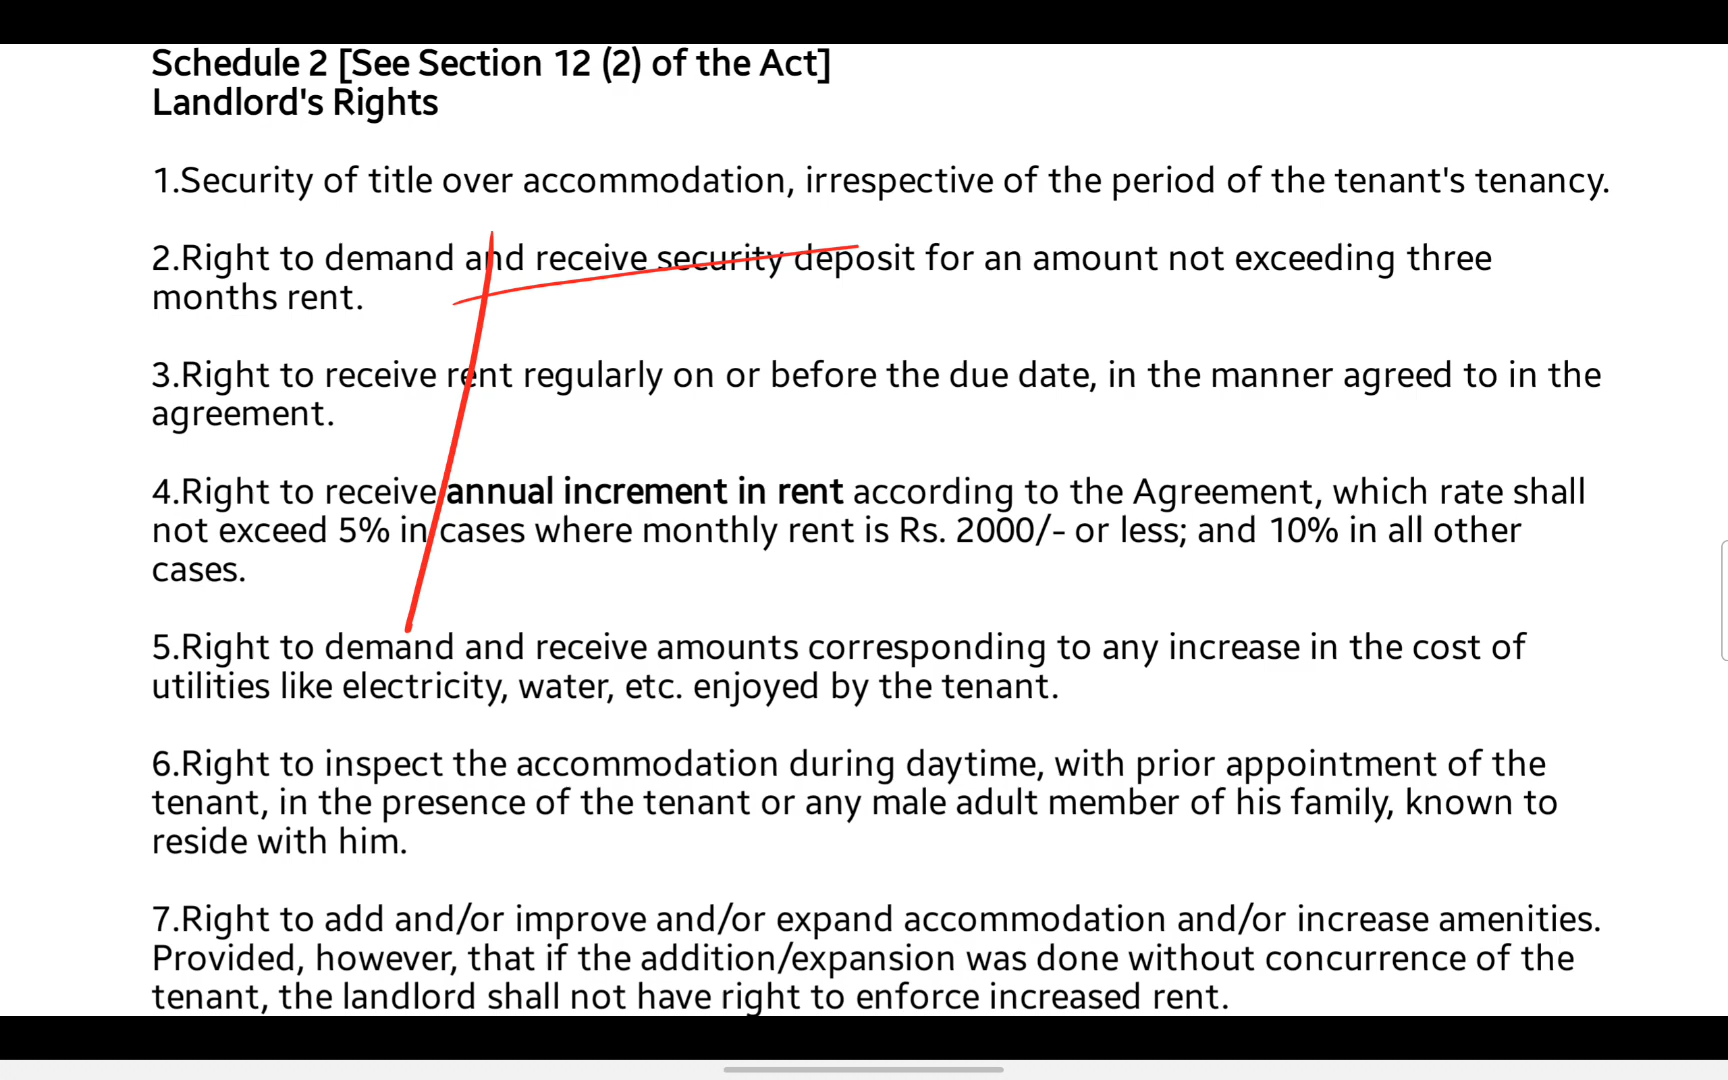 Schedule 2 [See Section 12 (2) of the Act]
Landlord's Rights
1.Security of title over accommodation, irrespective of the period of the tenant's tenancy.
2.Right to demand and receive security deposit for an amount not exceeding three
months rent.
3.Right to receive rent regularly on or before the due date, in the manner agreed to in the
agreement.
4.Right to receive annual increment in rent according to the Agreement, which rate shall
not exceed 5% in cases where monthly rent is Rs. 2000/- or less; and 10% in all other
cases.
5.Right to demand and receive amounts corresponding to any increase in the cost of
utilities like electricity, water, etc. enjoyed by the tenant.
6.Right to inspect the accommodation during daytime, with prior appointment of the
tenant, in the presence of the tenant or any male adult member of his family, known to
reside with him.
7.Right to add and/or improve and/or expand accommodation and/or increase amenities.
Provided, however, that if the addition/expansion was done without concurrence of the
tenant, the landlord shall not have right to enforce increased rent.